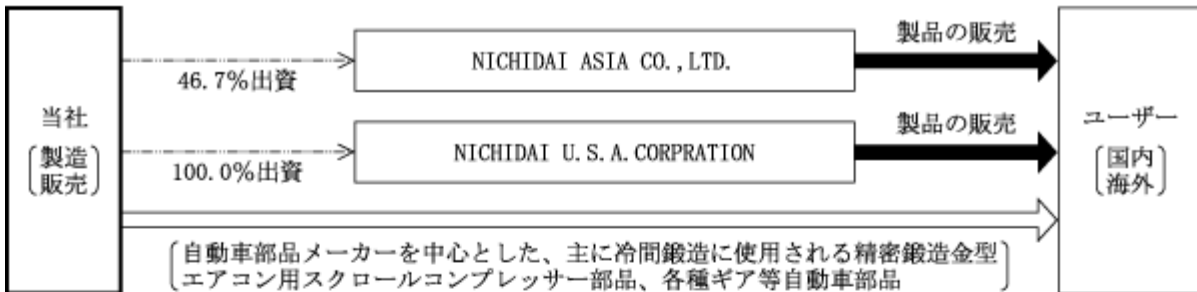 製品の販売
NICHIDAI ASIA CO.,LTD.
46.7%出資
当社
〔製造
販売〕
製品の販売
NICHIDAI U.S.A.CORPRATION
100.0%出資
ユーザー
〔国内
海外〕
〔自動車部品メーカーを中心とした、主に冷間鍛造に使用される精密鍛造金型
エアコン用スクロールコンプレッサー部品、各種ギア等自動車部品〕